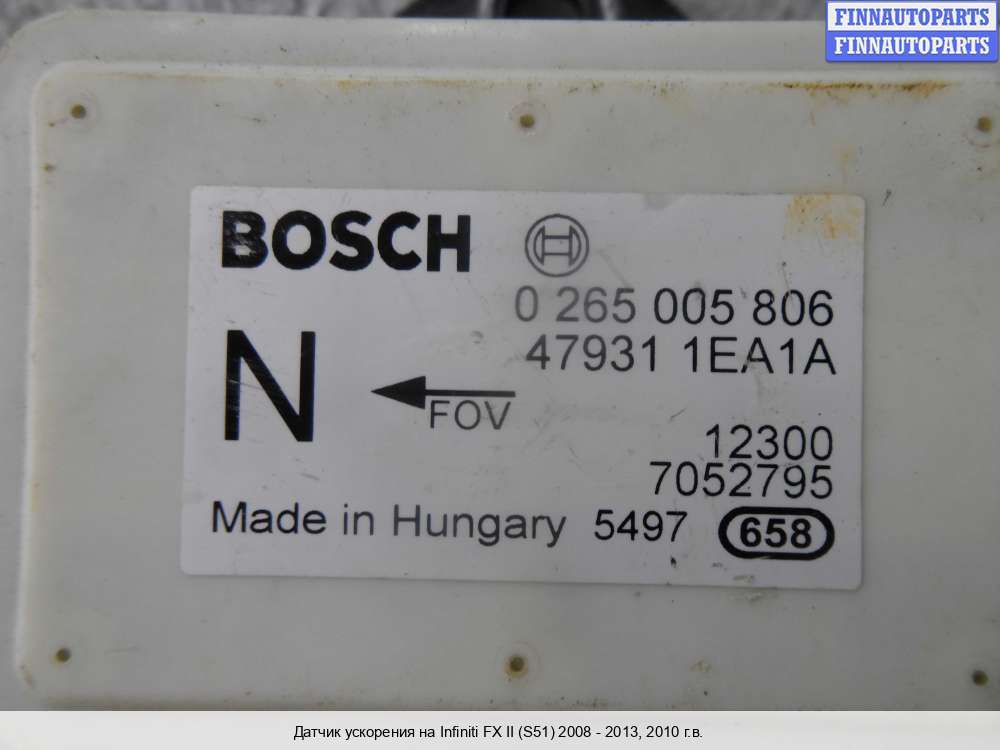 FINNAUTOPARTS
FINNAUTOPARTS
BOSCH
0 265 005 806
47931 1EA1A
N
FOV
12300
7052795
Made in Hungary 5497 658
Датчик ускорения на Infiniti FX II (S51) 2008 - 2013, 2010 г.в.